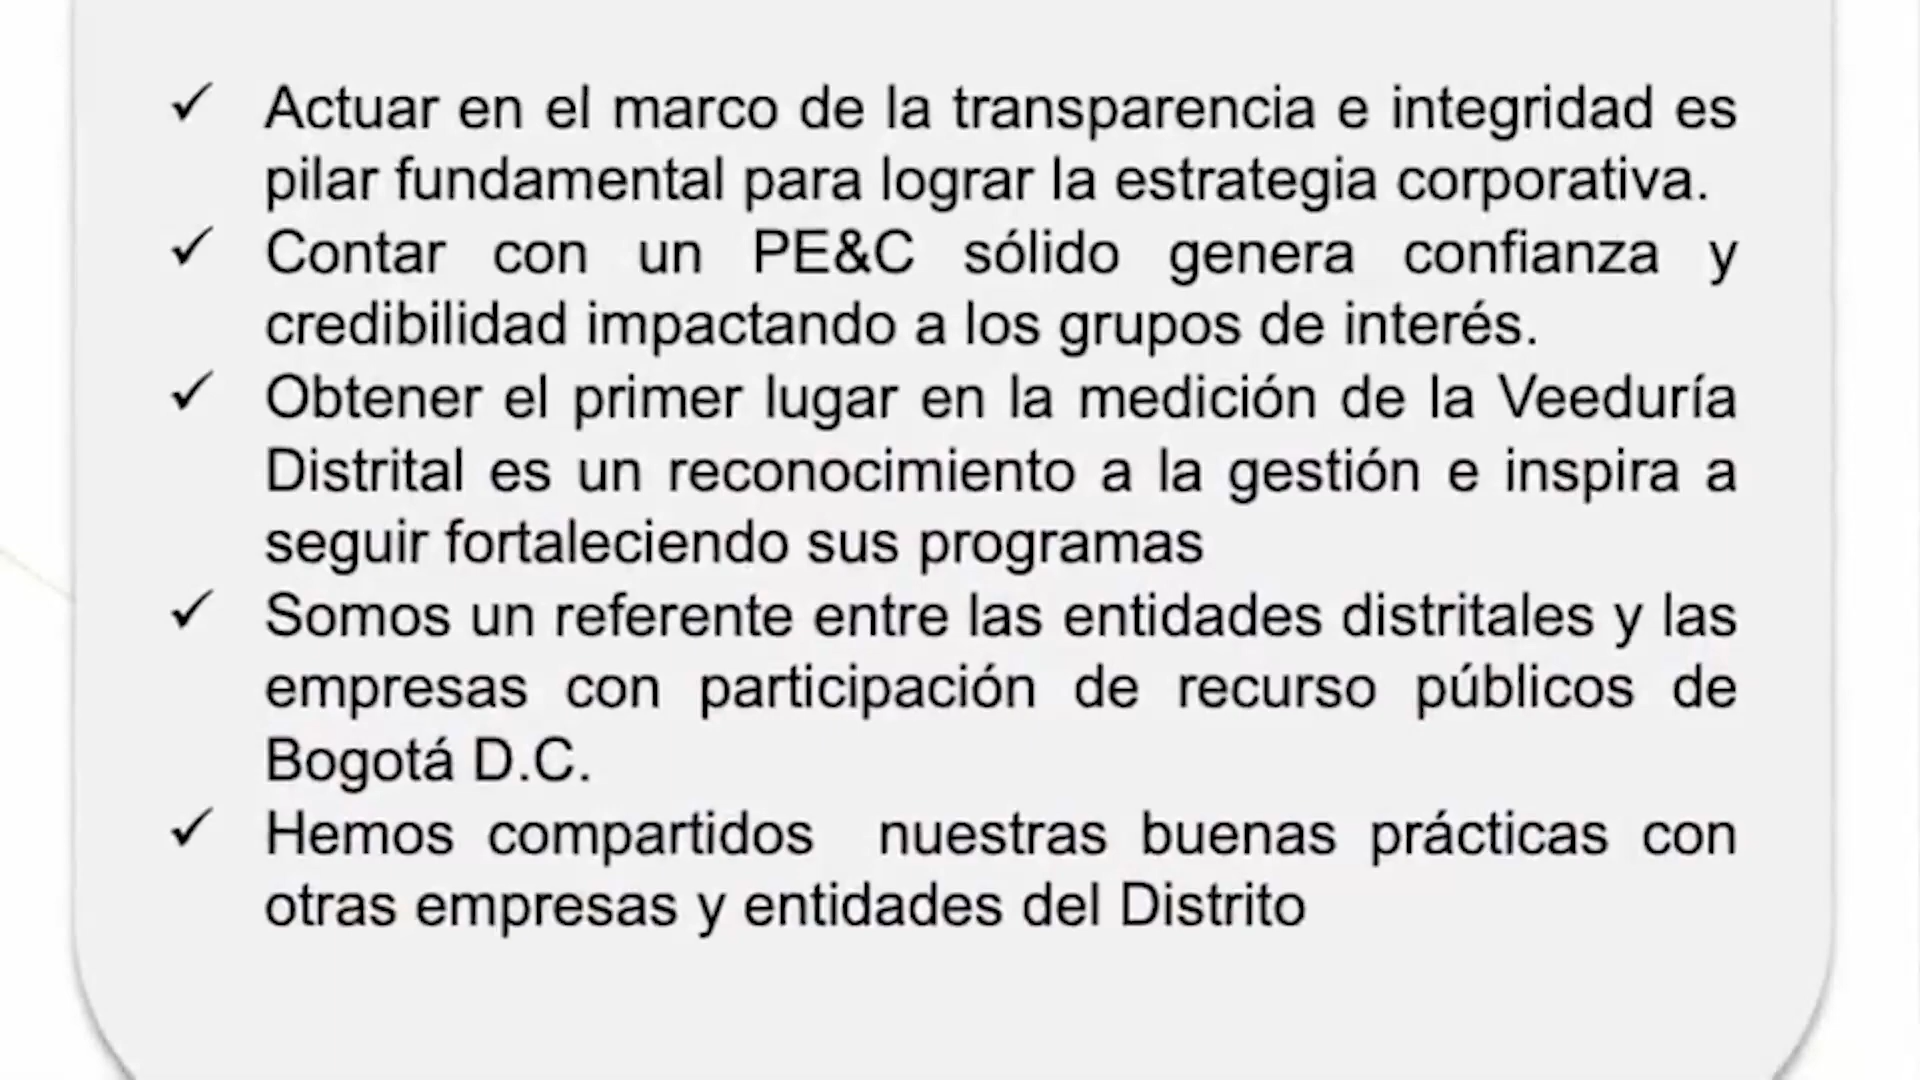 ✓ Actuar en el marco de la transparencia e integridad es
pilar fundamental para lograr la estrategia corporativa.
✓ Contar con un PE&C sólido genera confianza y
credibilidad impactando a los grupos de interés.
✓ Obtener el primer lugar en la medición de la Veeduría
Distrital es un reconocimiento a la gestión e inspira a
seguir fortaleciendo sus programas
✓ Somos un referente entre las entidades distritales y las
empresas con participación de recurso públicos de
Bogotá D.C.
✓ Hemos compartidos nuestras buenas prácticas con
otras empresas y entidades del Distrito